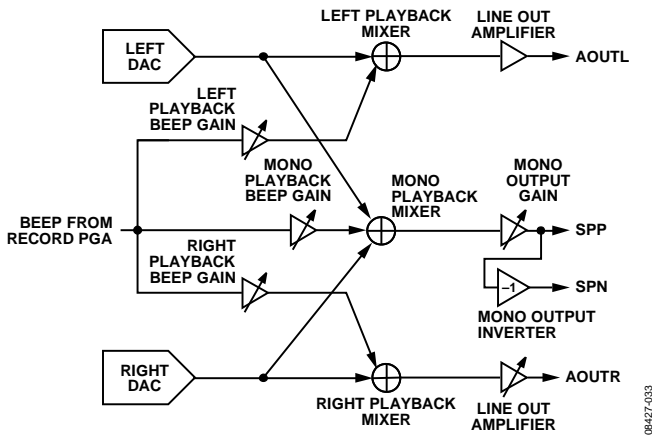 LEFT PLAYBACK
MIXER
LINE OUT
AMPLIFIER
LEFT
DAC
AOUTL
LEFT
PLAYBACK
BEEP GAIN
MONO
PLAYBACK
BEEP GAIN
MONO
PLAYBACK
MIXER
MONO
OUTPUT
GAIN
BEEP FROM
RECORD PGA
SPP
RIGHT
PLAYBACK
BEEP GAIN
–1
SPN
MONO OUTPUT
INVERTER
RIGHT
DAC
AOUTR
RIGHT PLAYBACK
MIXER
LINE OUT
AMPLIFIER
08427-033